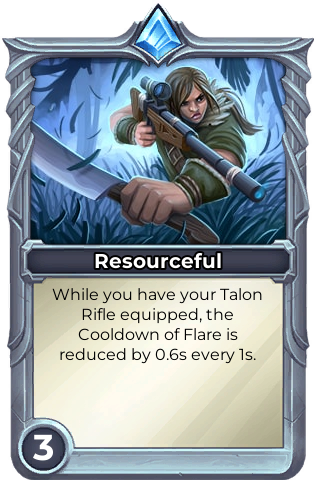 Resourceful
While you have your Talon
Rifle equipped, the
Cooldown of Flare is
reduced by 0.6s every 1s.
3